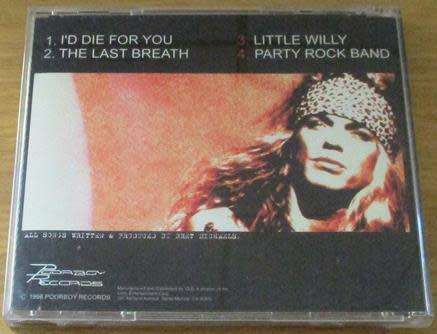 1. I'D DIE FOR YOU
2. THE LAST BREATH
3 LITTLE WILLY
4. PARTY ROCK BAND
ALL SONGS WRITTEN & PRODUCED BY BRET MICHAELS.
POORBOY
RECORDS
© 1998 POORBOY RECORDS